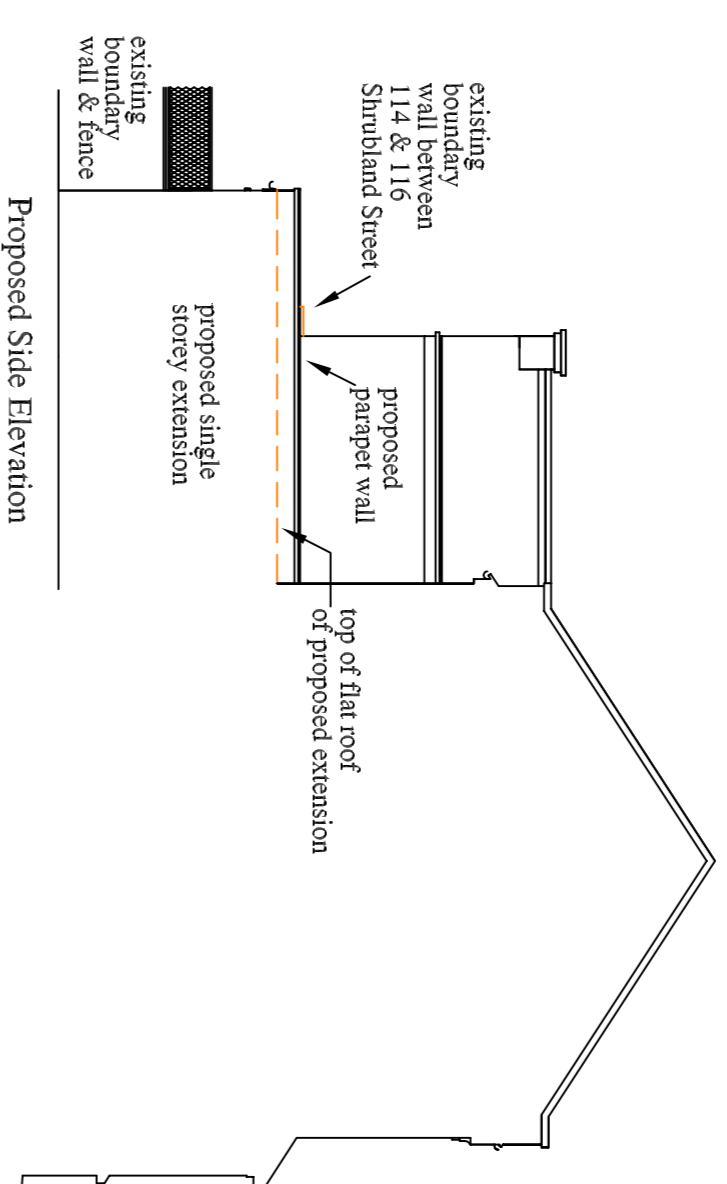 existing
boundary
wall between
114 & 116
Shrubland Street
existing
boundary
wall & fence
proposed
parapet wall
proposed single
storey extension
top of flat roof
of proposed extension
Proposed Side Elevation